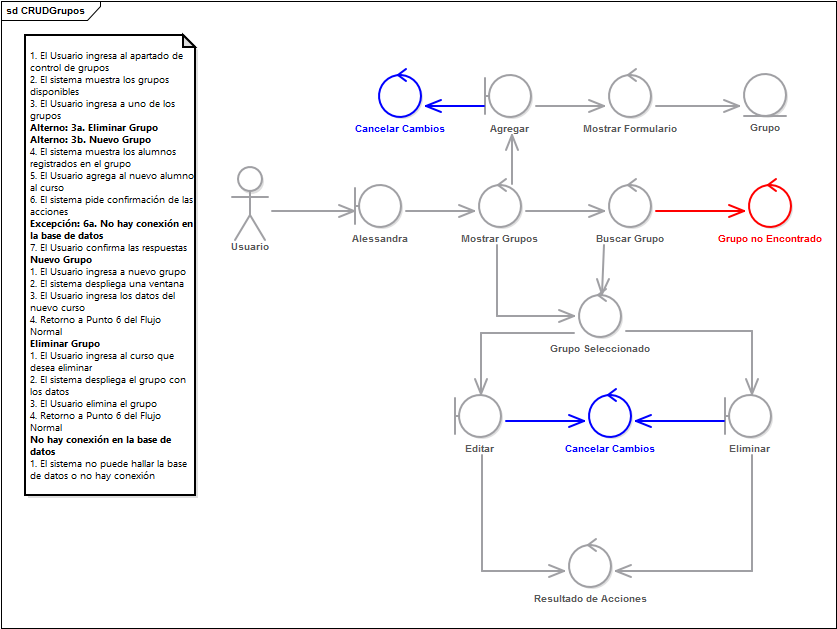 sd CRUDGrupos
1. El Usuario ingresa al apartado de
control de grupos
2. El sistema muestra los grupos
disponibles
3. El Usuario ingresa a uno de los
grupos
Alterno: 3a. Eliminar Grupo
Alterno: 3b. Nuevo Grupo
4. El sistema muestra los alumnos
registrados en el grupo
5. El Usuario agrega al nuevo alumno
al curso
6. El sistema pide confirmación de las
acciones
Excepción: 6a. No hay conexión en
la base de datos
7. El Usuario confirma las respuestas
Nuevo Grupo
1. El Usuario ingresa a nuevo grupo
2. El sistema despliega una ventana
3. El Usuario ingresa los datos del
nuevo curso
4. Retorno a Punto 6 del Flujo
Normal
Eliminar Grupo
1. El Usuario ingresa al curso que
desea eliminar
2. El sistema despliega el grupo con
los datos
3. El Usuario elimina el grupo
4. Retorno a Punto 6 del Flujo
Normal
No hay conexión en la base de
datos
1. El sistema no puede hallar la base
de datos o no hay conexión
Cancelar Cambios
Agregar
Mostrar Formulario
Grupo
Usuario
Alessandra
Mostrar Grupos
Buscar Grupo
Grupo no Encontrado
Grupo Seleccionado
Editar
Cancelar Cambios
Eliminar
Resultado de Acciones